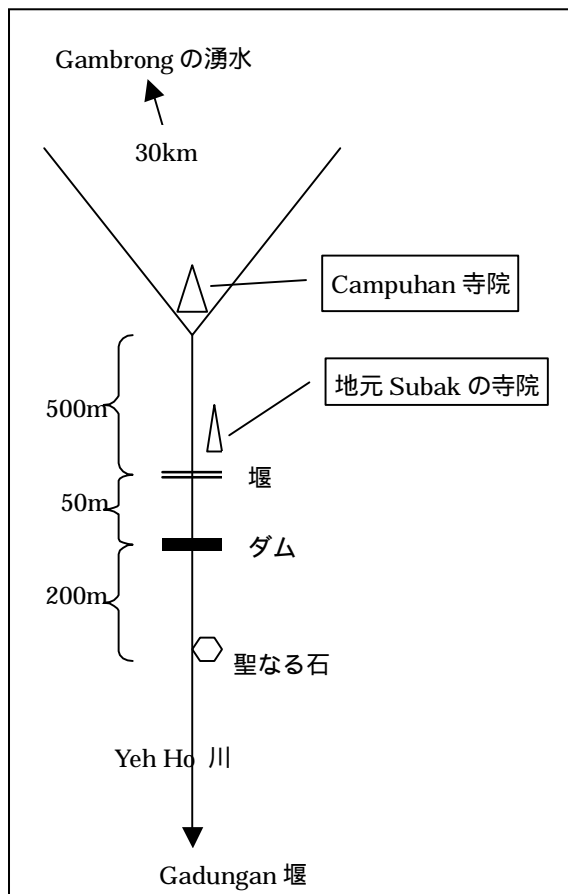 Gambrong の湧水
30km
Campuhan 寺院
地元 Subak の寺院
500m
堰
50m
ダム
200m
聖なる石
Yeh Ho 川
Gadungan 堰